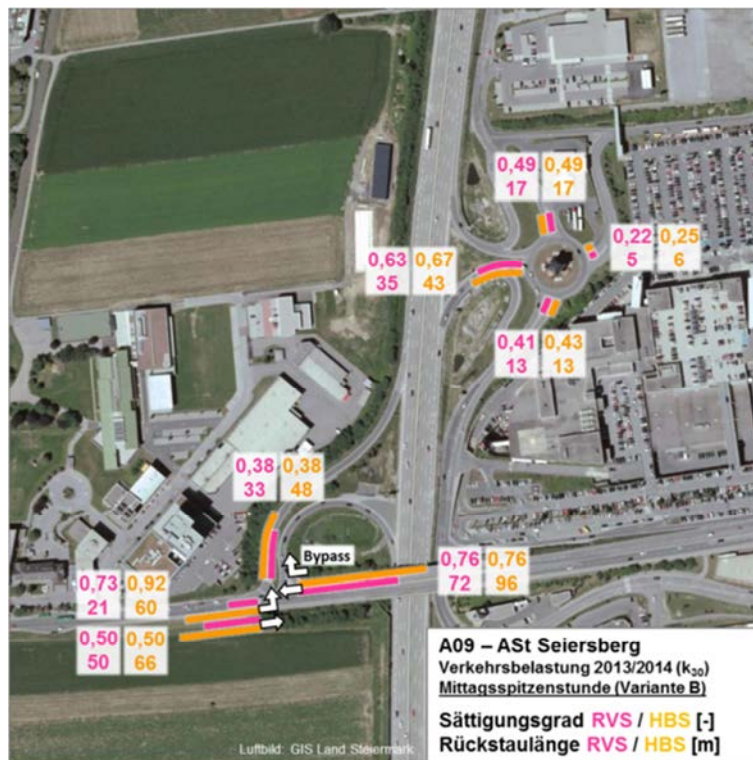 0,49 0,49
17 17
0,22 0,25
5 6
0,63 0,67
35 43
0,41 0,43
13 13
0,38 0,38
33 48
Bypass
0,76 0,76
72 96
0,73 0,92
21 60
0,50 0,50
50 66
A09 – ASt Seiersberg
Verkehrsbelastung 2013/2014 (k30)
Mittagsspitzenstunde (Variante B)
Sättigungsgrad RVS / HBS [-]
Rückstaulänge RVS / HBS [m]
Luftbild: GIS Land Steiermark